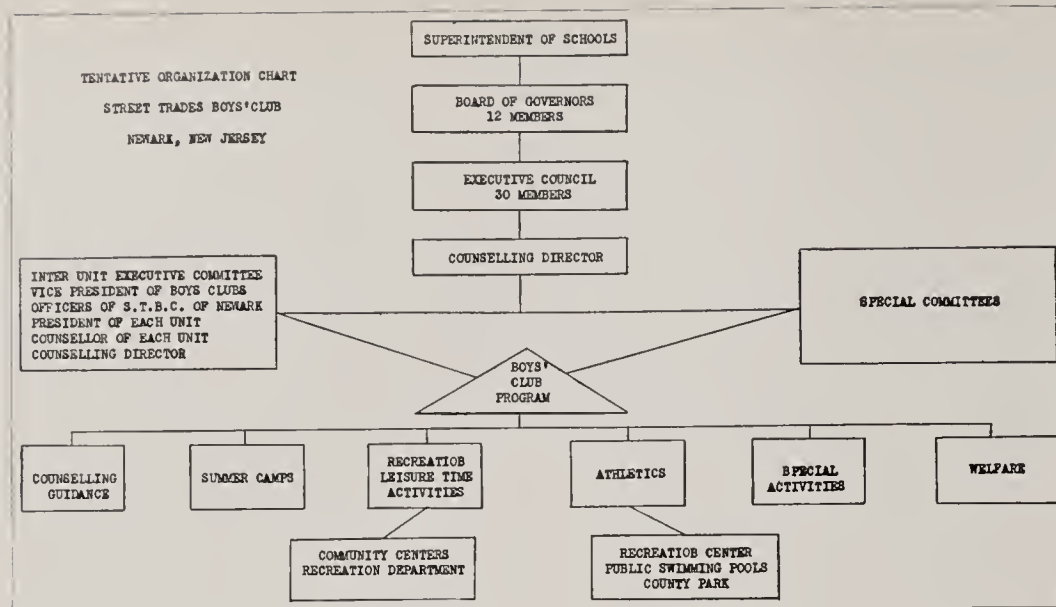 SUPERINTENDENT OF SCHOOLS
TENTATIVE ORGANIZATION CHART
STREET TRADES BOYS' CLUB
NEWARK, NEW JERSEY
BOARD OF GOVERNORS
12 MEMBERS
EXECUTIVE COUNCIL
30 MEMBERS
COUNSELLING DIRECTOR
INTER UNIT EXECUTIVE COMMITTEE
VICE PRESIDENT OF BOYS CLUBS
OFFICERS OF S.T.B.C. OF NEWARK
PRESIDENT OF EACH UNIT
COUNSELLOR OF EACH UNIT
COUNSELLING DIRECTOR
SPECIAL COMMITTEES
BOYS'
CLUB
PROGRAM
COUNSELLING
GUIDANCE
SUMMER CAMPS
RECREATIOB
LEISURE TIME
ACTIVITIES
ATHLETICS
SPECIAL
ACTIVITIES
WELFARE
COMMUNITY CENTERS
RECREATION DEPARTMENT
RECREATIOB CENTER
PUBLIC SWIMMING POOLS
COUNTY PARK